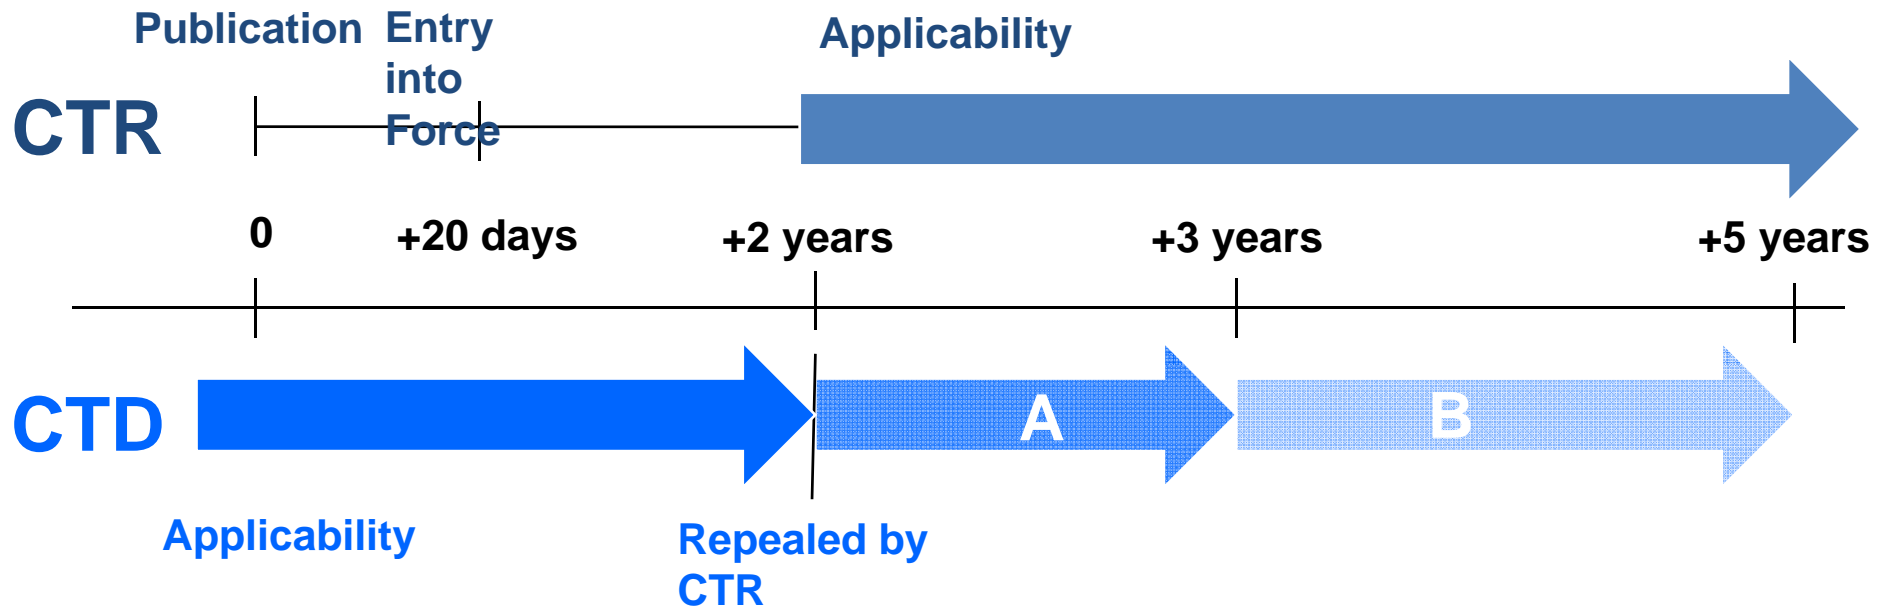 Publication
Entry
into
Force
Applicability
CTR
0
+20 days
+2 years
+3 years
+5 years
CTD
A
B
Applicability
Repealed by
CTR